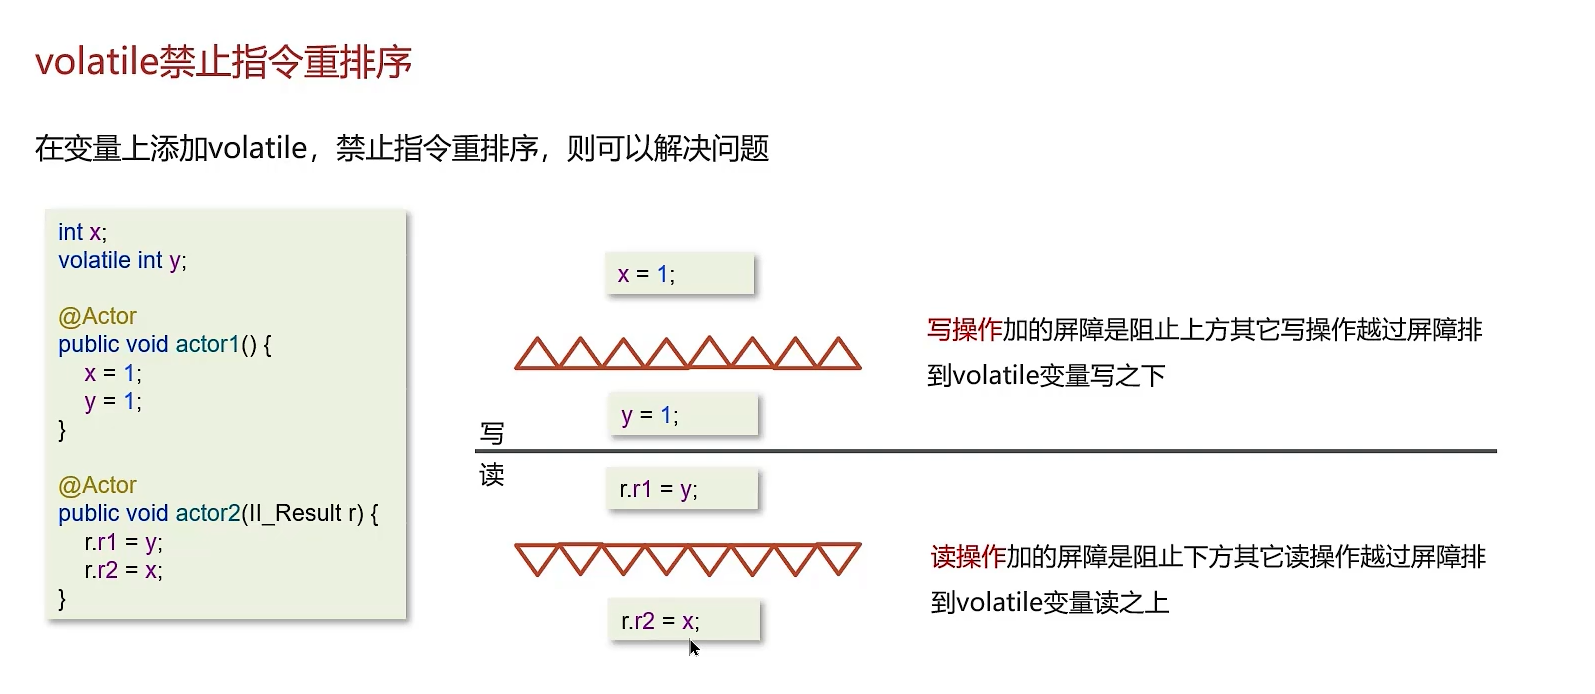 volatile禁止指令重排序
在变量上添加volatile，禁止指令重排序，则可以解决问题
int x;
volatile int y;
@Actor
public void actor1() {
x = 1;
y = 1;
}
@Actor
public void actor2(II_Result r) {
r.r1 = y;
r.r2 = x;
}
x = 1;
y = 1;
写
读
r.r1 = y;
r.r2 = x;
写操作加的屏障是阻止上方其它写操作越过屏障排
到volatile变量写之下
读操作加的屏障是阻止下方其它读操作越过屏障排
到volatile变量读之上